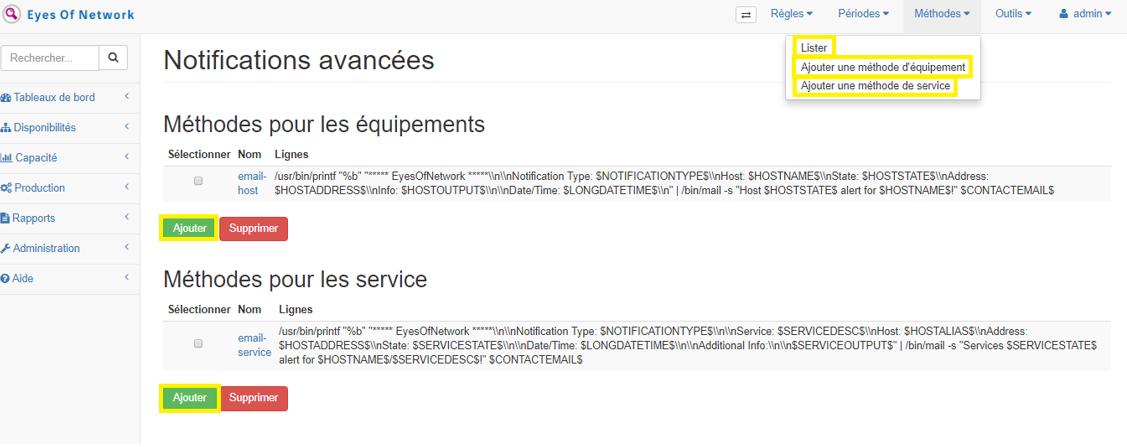 Eyes Of Network
Règles Périodes Méthodes Outils admin
Rechercher...
Lister
Ajouter une méthode d'équipement
Ajouter une méthode de service
Tableaux de bord
Disponibilités
Capacité
Production
Rapports
Administration
Aide
Notifications avancées
Méthodes pour les équipements
Sélectionner Nom Lignes
email-host
/usr/bin/printf "%b" "***** EyesOfNetwork *****\\n\\nNotification Type: $NOTIFICATIONTYPE$\\nHost: $HOSTNAME$\\nState: $HOSTSTATE$\\nAddress:
$HOSTADDRESS$\\nInfo: $HOSTOUTPUT$\\n\\nDate/Time: $LONGDATETIME$\\n" | /bin/mail -s "Host $HOSTSTATE$ alert for $HOSTNAME$!" $CONTACTEMAIL$
Ajouter Supprimer
Méthodes pour les service
Sélectionner Nom Lignes
email-service
/usr/bin/printf "%b" "***** EyesOfNetwork *****\\n\\nNotification Type: $NOTIFICATIONTYPE$\\n\\nService: $SERVICEDESC$\\nHost: $HOSTALIAS$\\nAddress:
$HOSTADDRESS$\\nState: $SERVICESTATE$\\n\\nDate/Time: $LONGDATETIME$\\n\\nAdditional Info:\\n\\n$SERVICEOUTPUT$" | /bin/mail -s "Services $SERVICESTATE$
alert for $HOSTNAME$/$SERVICEDESC$!" $CONTACTEMAIL$
Ajouter Supprimer